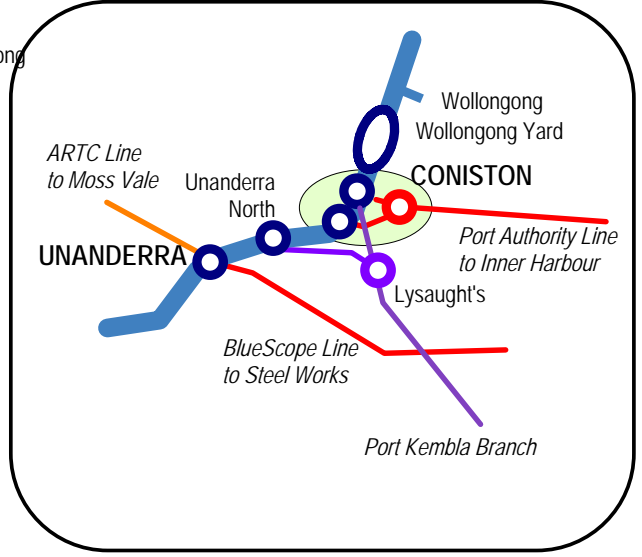 ong
Wollongong
Wollongong Yard
ARTC Line
to Moss Vale
CONISTON
Unanderra
North
UNANDERRA
Port Authority Line
to Inner Harbour
Lysaught's
BlueScope Line
to Steel Works
Port Kembla Branch